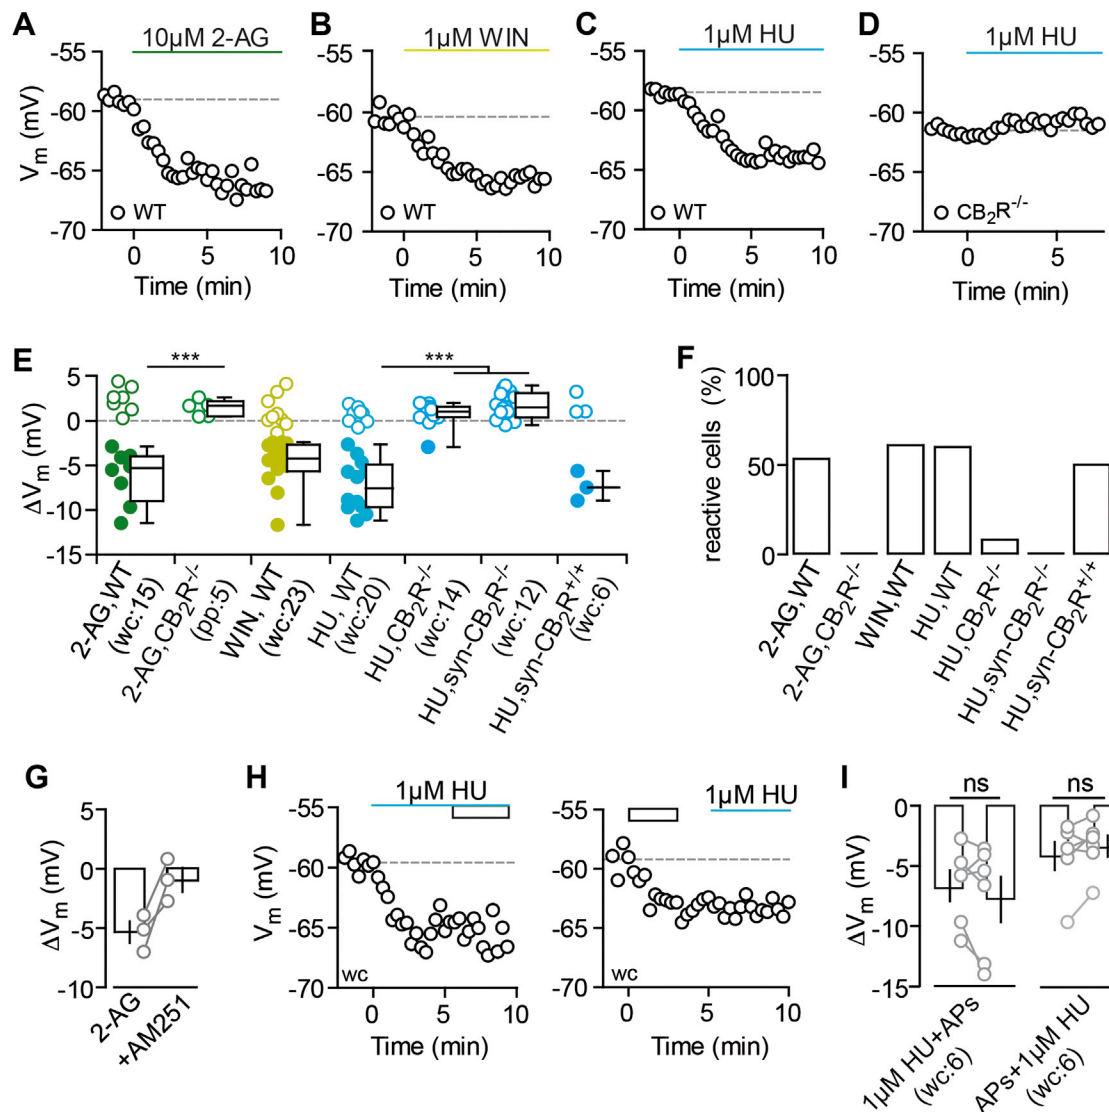 A
10µM 2-AG
-55
-60
-65
-70
Vm (mV)
WT
0
5
10
Time (min)
B
1µM WIN
-55
-60
-65
-70
WT
0
5
10
Time (min)
C
1µM HU
-55
-60
-65
-70
WT
0
5
10
Time (min)
D
1µM HU
-55
-60
-65
-70
CB2R-/-
0
5
Time (min)
E
5
0
-5
-10
-15
ΔVm (mV)
***
***
2-AG, WT
(wc:15)
2-AG, CB2R-/-
(pp:5)
WIN, WT
(wc:23)
HU, WT
(wc:20)
HU,CB2R-/-
(wc:14)
HU,syn-CB2R-/-
(wc:12)
HU,syn-CB2R+/+
(wc:6)
F
100
50
0
reactive cells (%)
2-AG, WT
2-AG, CB2R-/-
WIN, WT
HU, WT
HU, CB2R-/-
HU,syn-CB2R-/-
HU,syn-CB2R+/+
G
5
0
-5
-10
ΔVm (mV)
2-AG
+AM251
H
1µM HU
-55
-60
-65
-70
Vm (mV)
wc
0
5
10
Time (min)
1µM HU
-55
-60
-65
-70
wc
0
5
10
Time (min)
I
ns
ns
0
-5
-10
-15
ΔVm (mV)
1µM HU+APs
(wc:6)
APs+1µM HU
(wc:6)